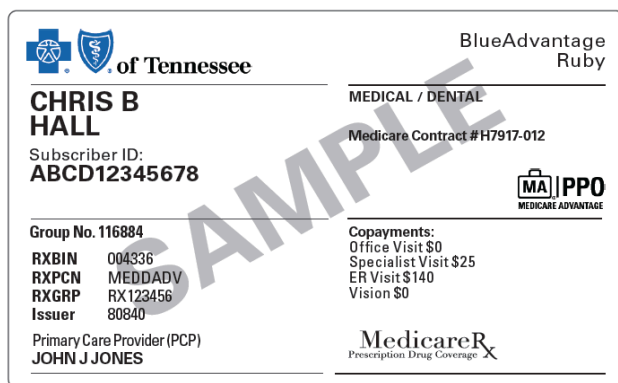 of Tennessee
BlueAdvantage
Ruby
CHRIS B
HALL
Subscriber ID:
ABCD12345678
MEDICAL / DENTAL
Medicare Contract # H7917-012
MA PPO
MEDICARE ADVANTAGE
SAMPLE
Group No. 116884
RXBIN 004336
RXPCN MEDDADV
RXGRP RX123456
Issuer 80840
Primary Care Provider (PCP)
JOHN J JONES
Copayments:
Office Visit $0
Specialist Visit $25
ER Visit $140
Vision $0
MedicareRx
Prescription Drug Coverage